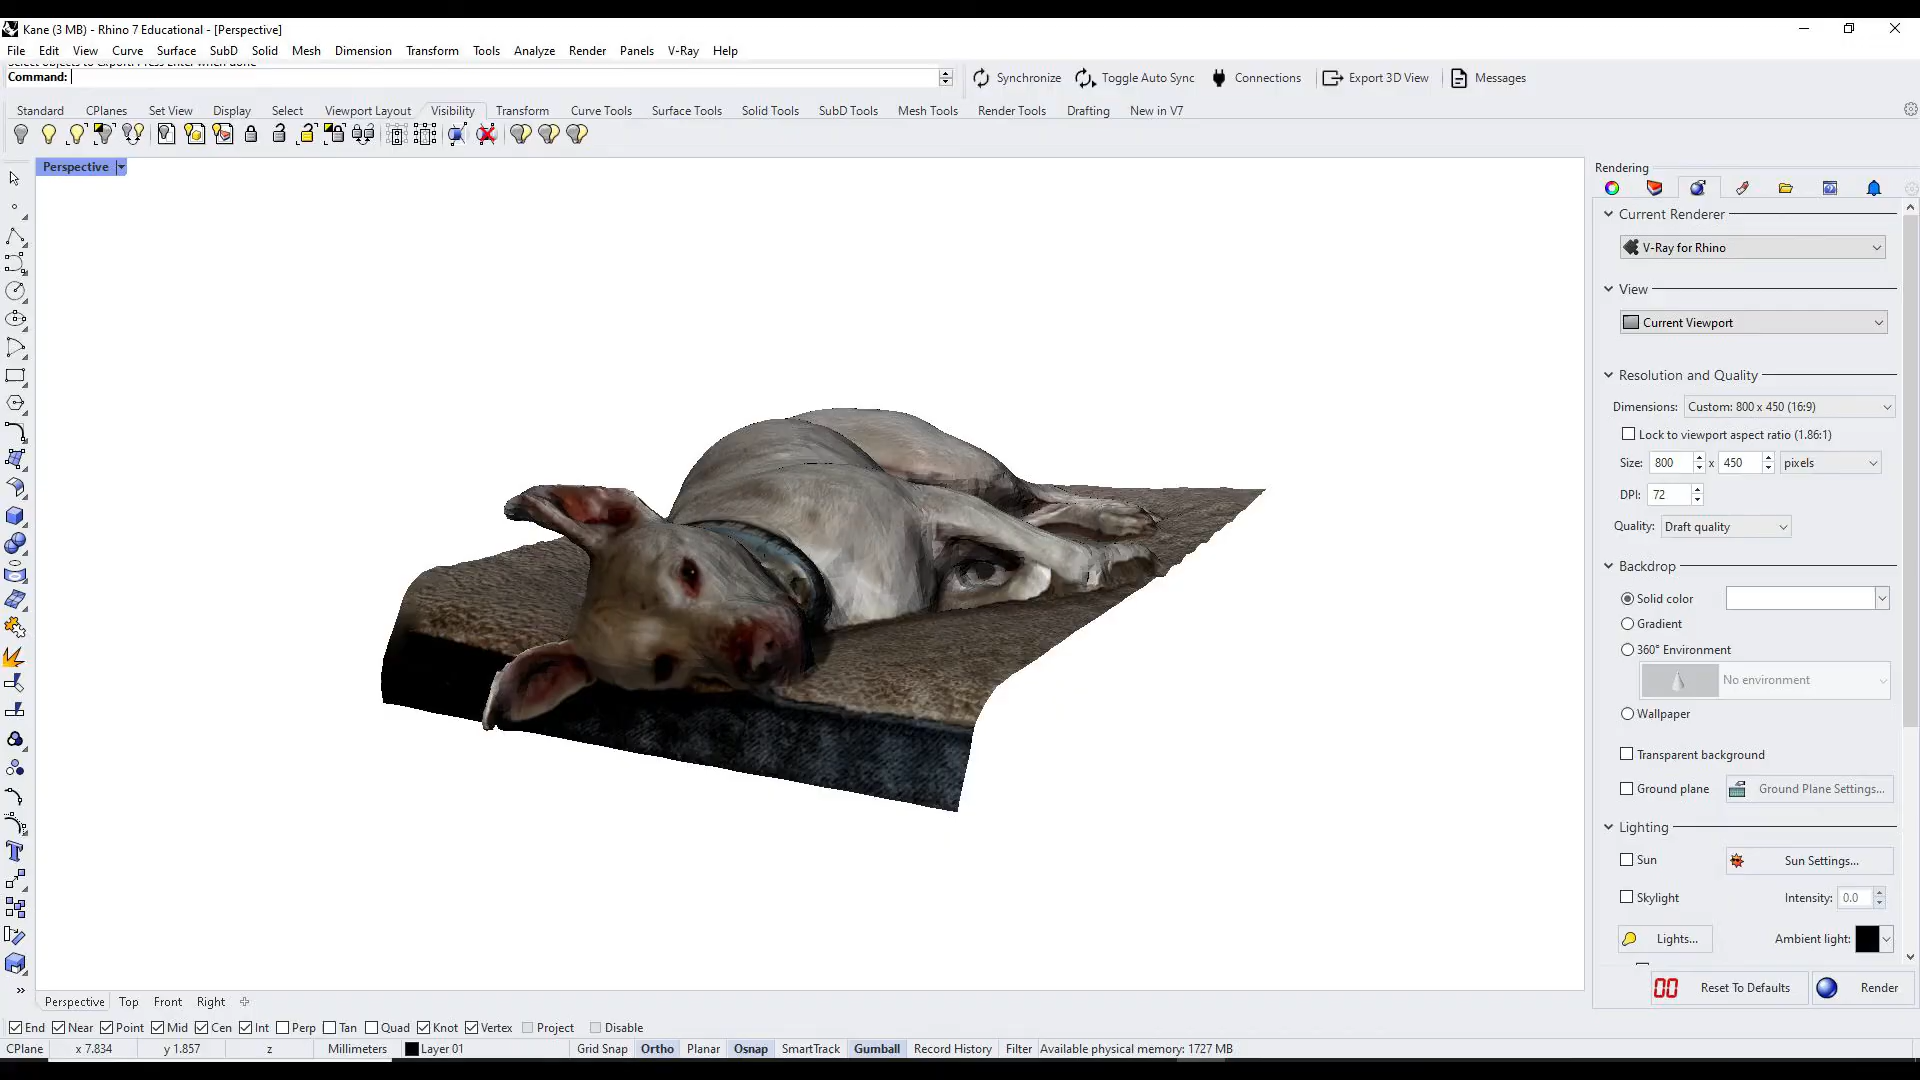 Kane (3 MB) - Rhino 7 Educational - [Perspective]
File Edit View Curve Surface SubD Solid Mesh Dimension Transform Tools Analyze Render Panels V-Ray Help
Select objects to export. Press Enter when done
Command:
Synchronize Toggle Auto Sync Connections Export 3D View Messages
Standard CPlanes Set View Display Select Viewport Layout Visibility Transform Curve Tools Surface Tools Solid Tools SubD Tools Mesh Tools Render Tools Drafting New in V7
Perspective
Rendering
Current Renderer
V-Ray for Rhino
View
Current Viewport
Resolution and Quality
Dimensions: Custom: 800 x 450 (16:9)
Lock to viewport aspect ratio (1.86:1)
Size: 800 x 450 pixels
DPI: 72
Quality: Draft quality
Backdrop
Solid color
Gradient
360° Environment
No environment
Wallpaper
Transparent background
Ground plane Ground Plane Settings...
Lighting
Sun Sun Settings...
Skylight Intensity: 0.0
Lights... Ambient light:
Reset To Defaults Render
Perspective Top Front Right
End Near Point Mid Cen Int Perp Tan Quad Knot Vertex Project Disable
CPlane x 7.834 y 1.857 z Millimeters Layer 01 Grid Snap Ortho Planar Osnap SmartTrack Gumball Record History Filter Available physical memory: 1727 MB